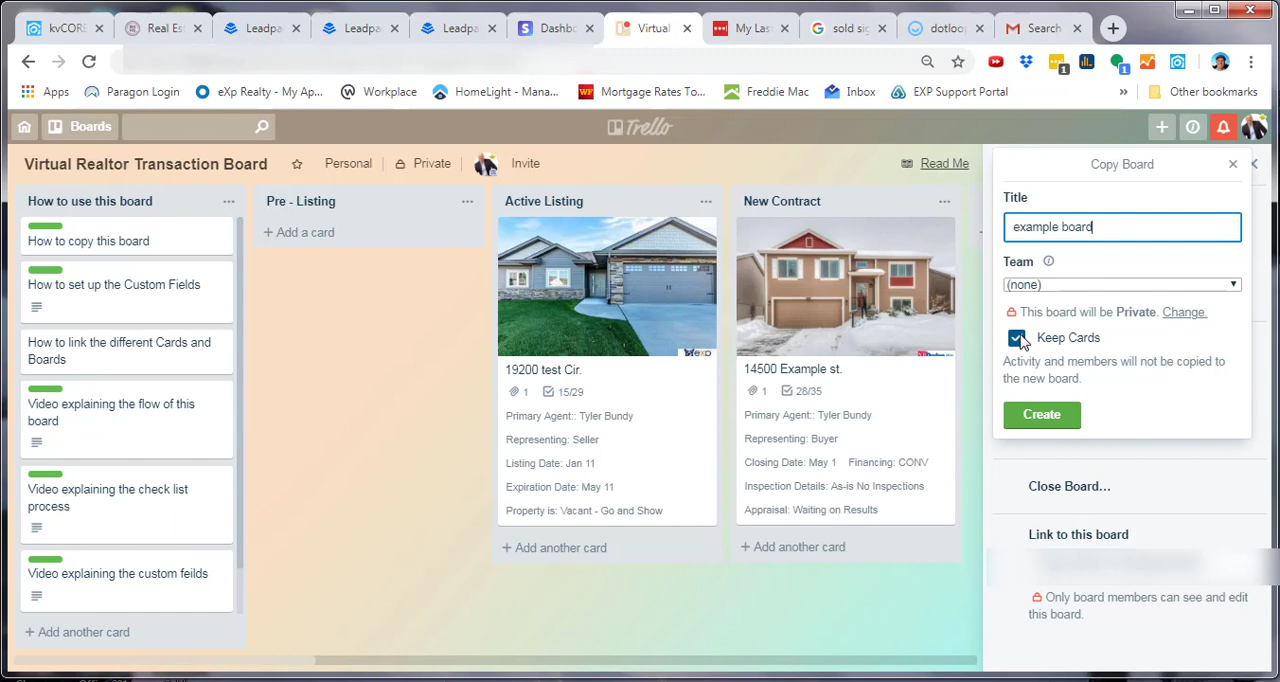 kvCORE
Real Est
Leadpa
Leadpa
Leadpa
Dashbo
Virtual
My Las
sold sig
dotloop
Search
Apps
Paragon Login
eXp Realty - My Ap...
Workplace
HomeLight - Mana...
Mortgage Rates To...
Freddie Mac
Inbox
EXP Support Portal
»
Other bookmarks
1
1
Boards
Trello
Virtual Realtor Transaction Board
Personal
Private
Invite
Read Me
How to use this board
How to copy this board
How to set up the Custom Fields
How to link the different Cards and
Boards
Video explaining the flow of this
board
Video explaining the check list
process
Video explaining the custom feilds
+ Add another card
Pre - Listing
+ Add a card
Active Listing
exp
19200 test Cir.
1 15/29
Primary Agent:: Tyler Bundy
Representing: Seller
Listing Date: Jan 11
Expiration Date: May 11
Property is: Vacant - Go and Show
+ Add another card
New Contract
14500 Example st.
1 28/35
Primary Agent:: Tyler Bundy
Representing: Buyer
Closing Date: May 1 Financing: CONV
Inspection Details: As-is No Inspections
Appraisal: Waiting on Results
+ Add another card
Copy Board
Title
example board
Team
(none)
This board will be Private. Change.
Keep Cards
Activity and members will not be copied to
the new board.
Create
Close Board...
Link to this board
Only board members can see and edit
this board.